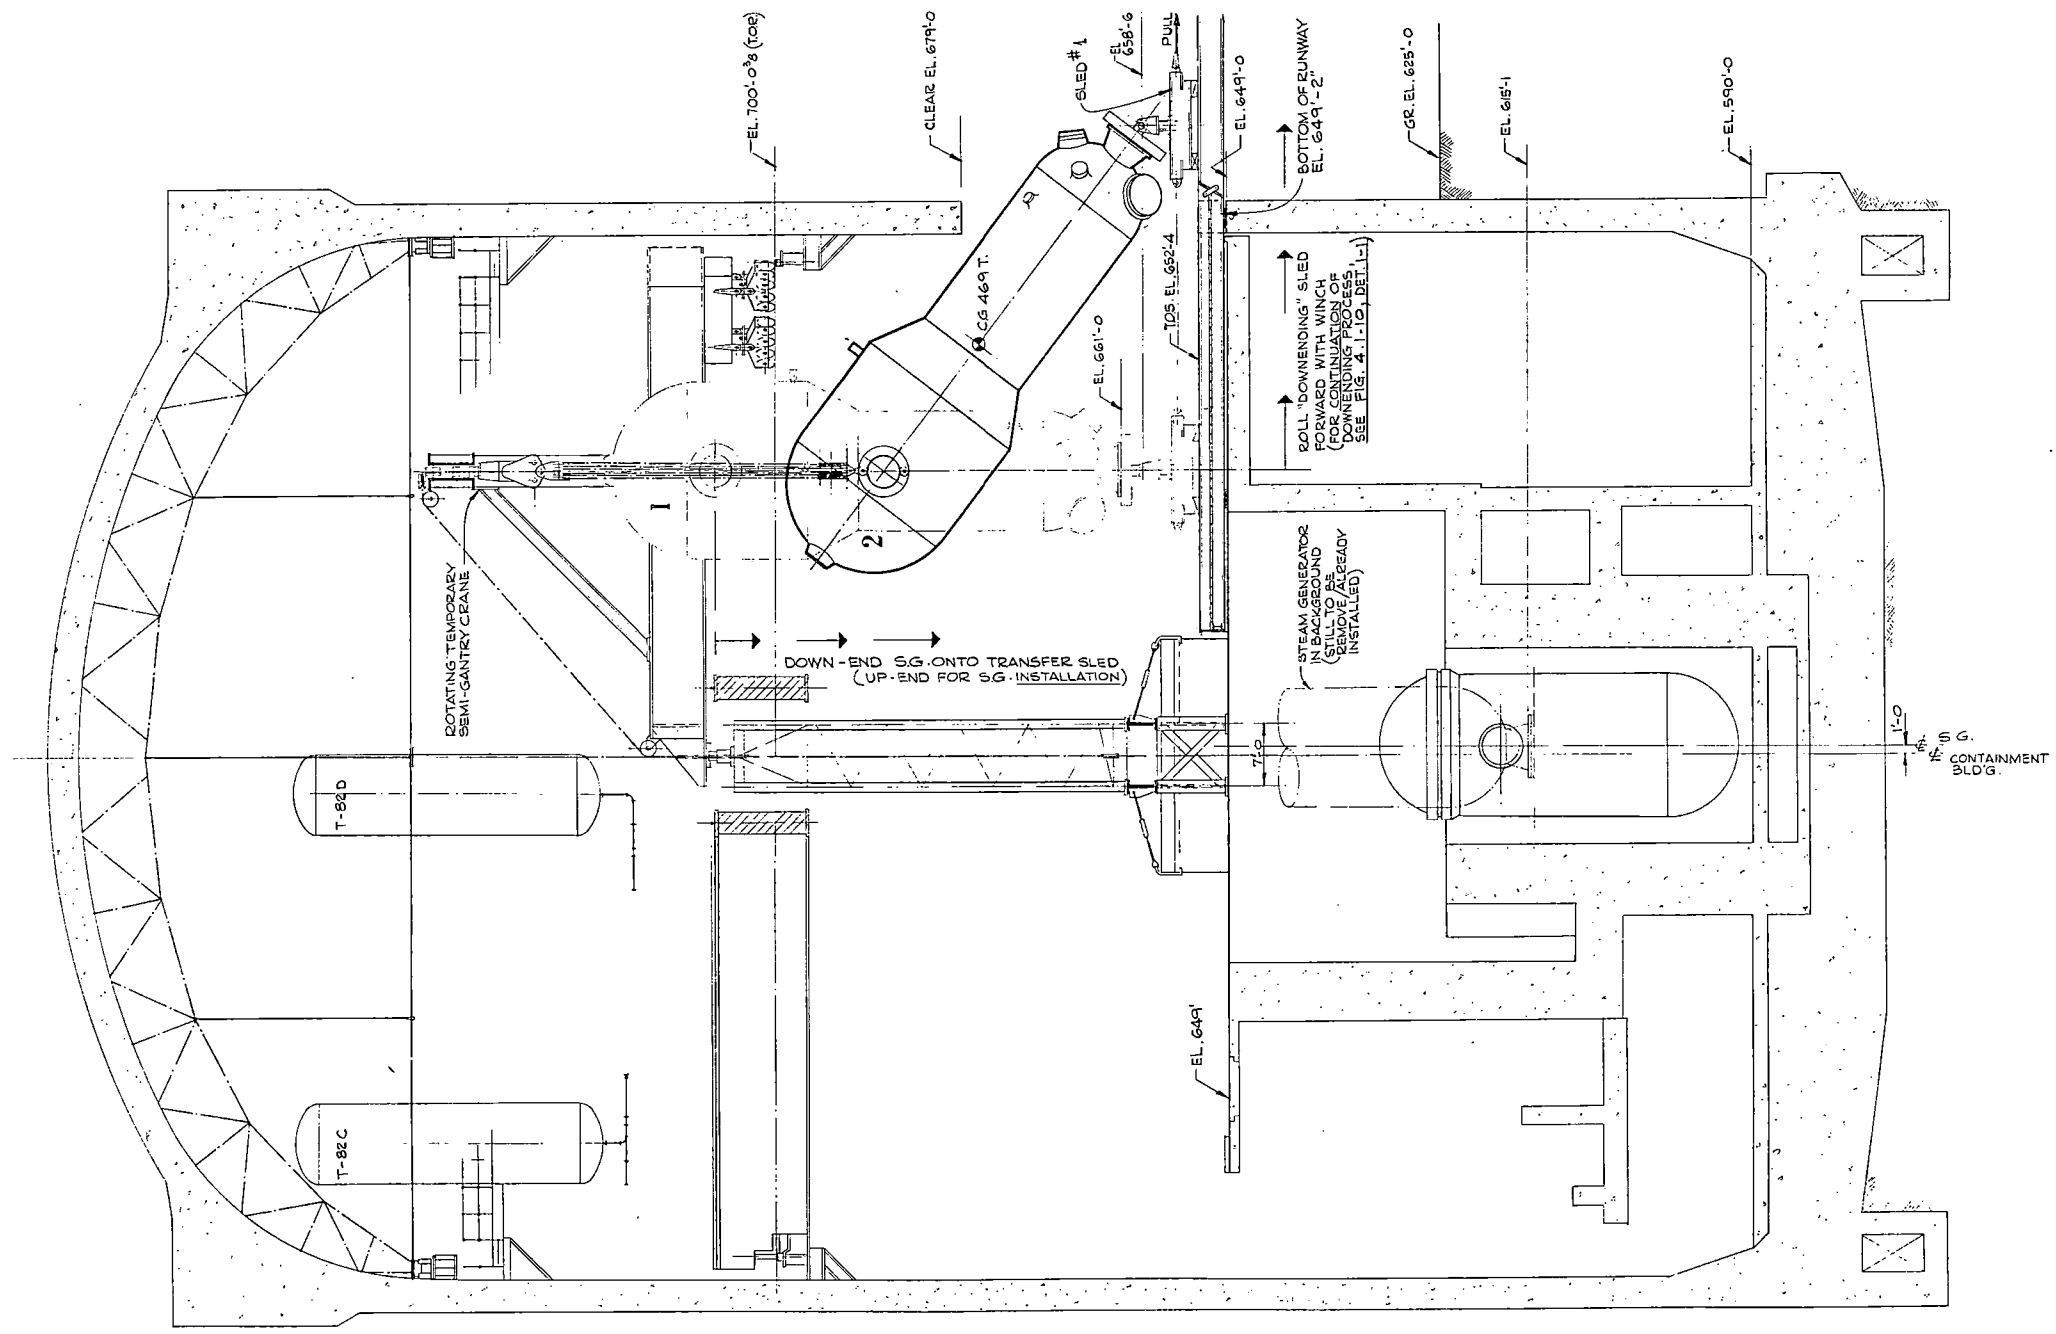 EL. 700'-0⅜ (T.O.R)
CLEAR EL. 679'-0
SLED #1
EL
658'-6
PULL
EL. 649'-0
BOTTOM OF RUNWAY
EL. 649'-2"
GR. EL. 625'-0
EL. 615'-1
EL. 590'-0
CG 469 T.
EL. 661'-0
TOS. EL. 652'-4
ROLL "DOWNENDING" SLED
FORWARD WITH WINCH
(FOR CONTINUATION OF
DOWNENDING PROCESS,
SEE FIG. 4.1-10, DET. 1-1)
1
2
ROTATING TEMPORARY
SEMI-GANTRY CRANE
DOWN-END S.G. ONTO TRANSFER SLED
(UP-END FOR S.G. INSTALLATION)
STEAM GENERATOR
IN BACKGROUND
(STILL TO BE
REMOVE/ALREADY
INSTALLED)
7'-0
1'-0
S.G.
CONTAINMENT
BLD'G.
T-82D
T-82C
EL. 649'